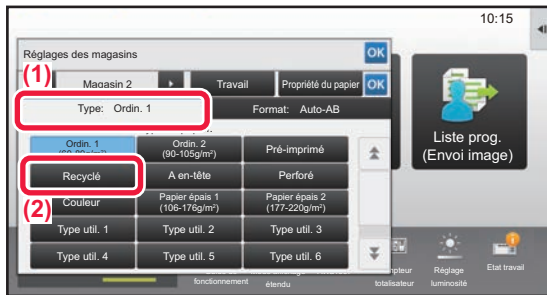 10:15
Réglages des magasins
OK
(1)
Magasin 2
Travail
Propriété du papier
OK
Type: Ordin. 1
Format: Auto-AB
Ordin. 1
Ordin. 2
(90-105g/m²)
Pré-imprimé
Recyclé
A en-tête
Perforé
(2)
Couleur
Papier épais 1
(106-176g/m²)
Papier épais 2
(177-220g/m²)
Type util. 1
Type util. 2
Type util. 3
Type util. 4
Type util. 5
Type util. 6
Liste prog.
(Envoi image)
fonctionnement
étendu
totalisateur
Réglage
luminosité
Etat travail